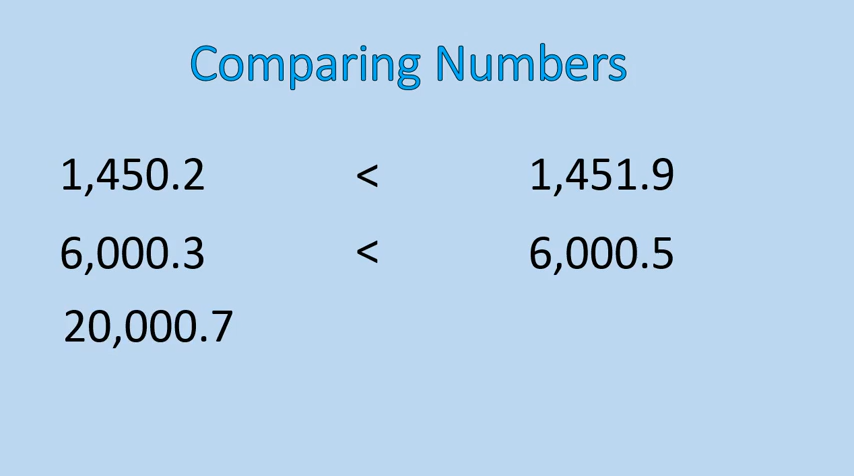 Comparing Numbers
1,450.2 < 1,451.9
6,000.3 < 6,000.5
20,000.7